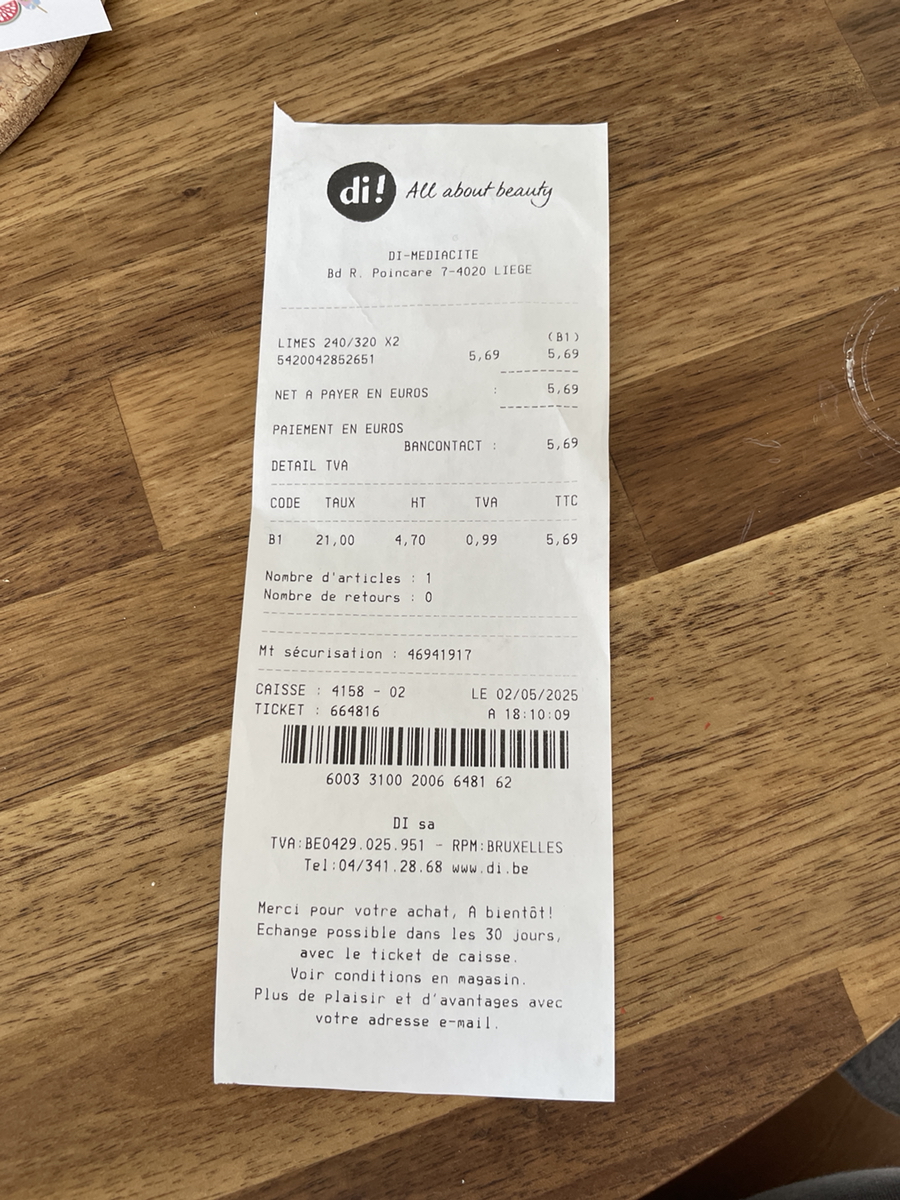 di! All about beauty
DI-MEDIACITE
Bd R. Poincare 7-4020 LIEGE
(B1)
LIMES 240/320 X2
5420042852651 5,69 5,69
NET A PAYER EN EUROS : 5,69
PAIEMENT EN EUROS
BANCONTACT : 5,69
DETAIL TVA
CODE TAUX HT TVA TTC
B1 21,00 4,70 0,99 5,69
Nombre d'articles : 1
Nombre de retours : 0
Mt sécurisation : 46941917
CAISSE : 4158 - 02 LE 02/05/2025
TICKET : 664816 A 18:10:09
6003 3100 2006 6481 62
DI sa
TVA:BE0429.025.951 - RPM:BRUXELLES
Tel:04/341.28.68 www.di.be
Merci pour votre achat, A bientôt!
Echange possible dans les 30 jours,
avec le ticket de caisse.
Voir conditions en magasin.
Plus de plaisir et d'avantages avec
votre adresse e-mail.